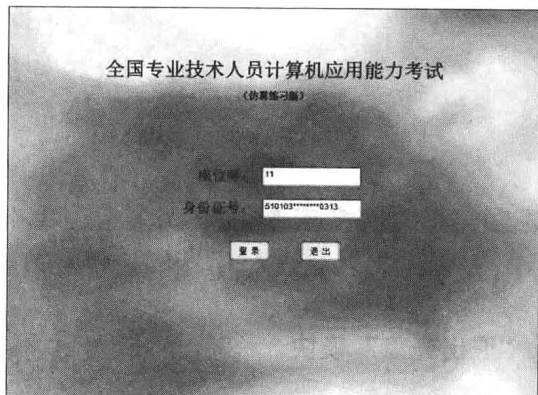 全国专业技术人员计算机应用能力考试
（仿真练习版）
座位号： 11
身份证号： 510103********0313
登录 退出